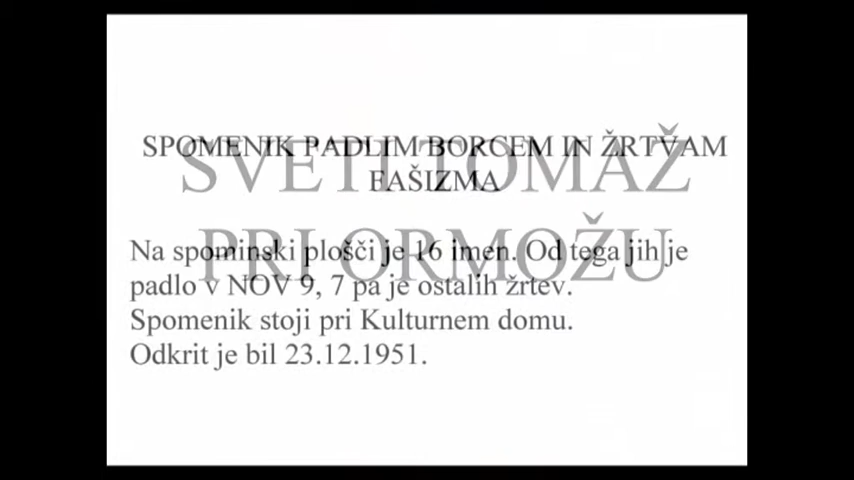 SVETI TOMAŽ
PRI ORMOŽU
SPOMENIK PADLIM BORCEM IN ŽRTVAM
FAŠIZMA
Na spominski plošči je 16 imen. Od tega jih je
padlo v NOV 9, 7 pa je ostalih žrtev.
Spomenik stoji pri Kulturnem domu.
Odkrit je bil 23.12.1951.